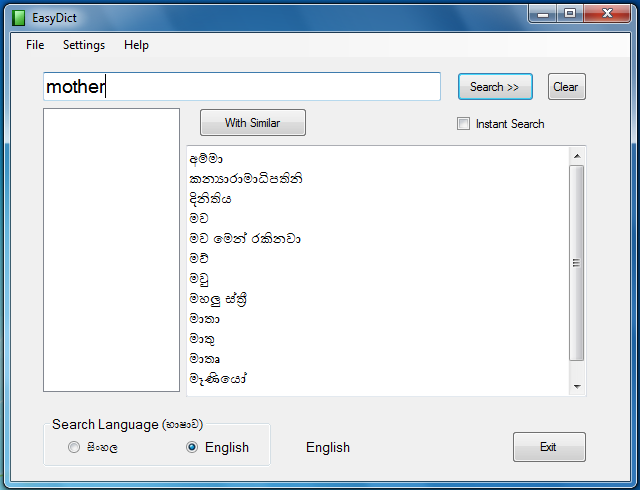 EasyDict
File Settings Help
mother
Search >> Clear
With Similar
Instant Search
අම්මා
කන්‍යාරාමාධිපතිනි
දිනිතිය
මව
මව මෙන් රකිනවා
මව්
මවු
මහලු ස්ත්‍රී
මාතා
මාතු
මාතෘ
මෑණියෝ
Search Language (භාෂාව)
සිංහල English English
Exit